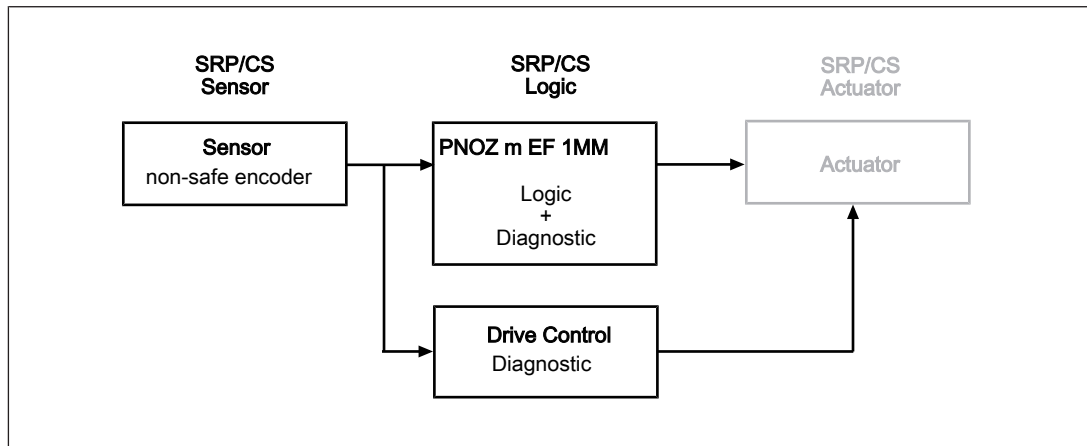 SRP/CS
Sensor
SRP/CS
Logic
SRP/CS
Actuator
Sensor
non-safe encoder
PNOZ m EF 1MM
Logic
+
Diagnostic
Actuator
Drive Control
Diagnostic